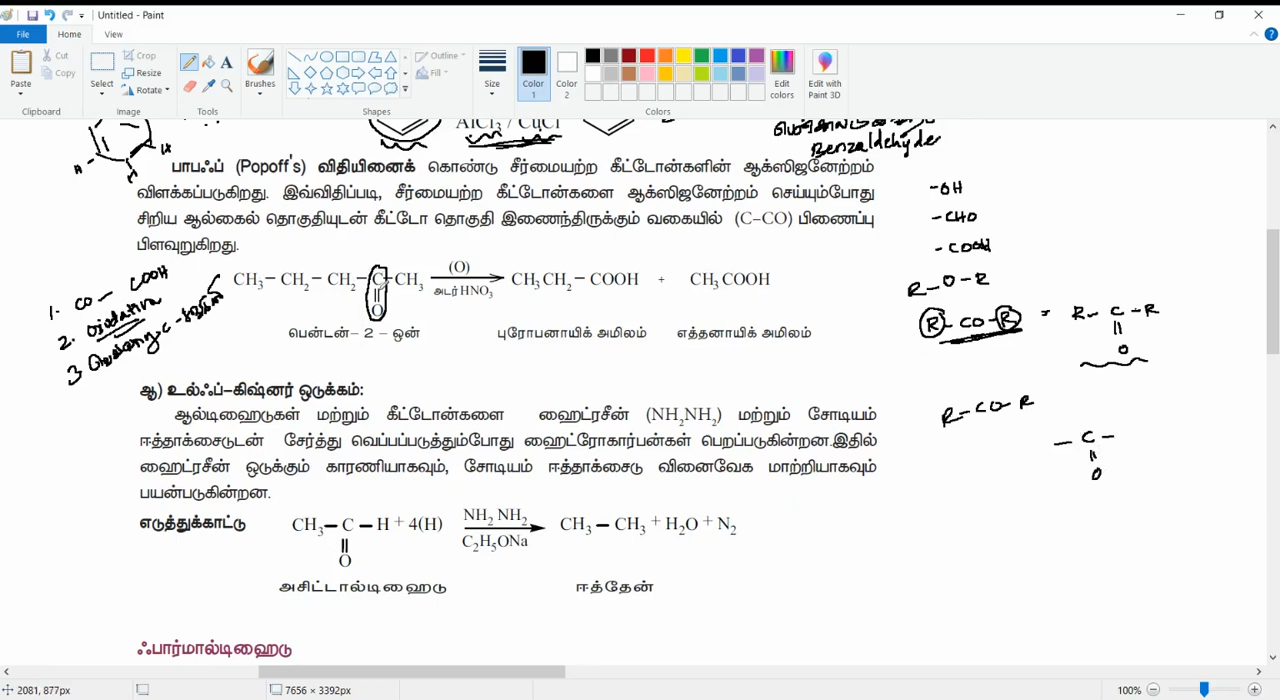 Untitled - Paint
File
Home
View
Paste
Cut
Copy
Clipboard
Select
Crop
Resize
Rotate
Image
A
Tools
Brushes
Outline
Fill
Shapes
Size
Color 1
Color 2
Edit colors
Edit with Paint 3D
Colors
AlCl3 / CuCl
Benzaldehyde
H
H
பாபஃப் (Popoff's) விதியினைக் கொண்டு சீர்மையற்ற கீட்டோன்களின் ஆக்ஸிஜனேற்றம்
விளக்கப்படுகிறது. இவ்விதிப்படி, சீர்மையற்ற கீட்டோன்களை ஆக்ஸிஜனேற்றம் செய்யும்போது
சிறிய ஆல்கைல் தொகுதியுடன் கீட்டோ தொகுதி இணைந்திருக்கும் வகையில் (C–CO) பிணைப்பு
பிளவுறுகிறது.
-OH
-CHO
-COOH
R-O-R
R-CO-R = R-C-R
O
R-CO-R
-C-
O
1. CO – COOH
2. Oxidation
CH3 – CH2 – CH2 – C – CH3 (O) அடர் HNO3 CH3CH2 – COOH + CH3COOH
O
பென்டன்– 2 – ஒன் புரோபனாயிக் அமிலம் எத்தனாயிக் அமிலம்
ஆ) உல்ஃப்–கிஷ்னர் ஒடுக்கம்:
ஆல்டிஹைடுகள் மற்றும் கீட்டோன்களை ஹைட்ரசீன் (NH2NH2) மற்றும் சோடியம்
ஈத்தாக்சைடுடன் சேர்த்து வெப்பப்படுத்தும்போது ஹைட்ரோகார்பன்கள் பெறப்படுகின்றன.இதில்
ஹைட்ரசீன் ஒடுக்கும் காரணியாகவும், சோடியம் ஈத்தாக்சைடு வினைவேக மாற்றியாகவும்
பயன்படுகின்றன.
எடுத்துக்காட்டு CH3 – C – H + 4(H) NH2 NH2 C2H5ONa CH3 – CH3 + H2O + N2
O
அசிட்டால்டிஹைடு ஈத்தேன்
ஃபார்மால்டிஹைடு
2081, 877px
7656 × 3392px
100%